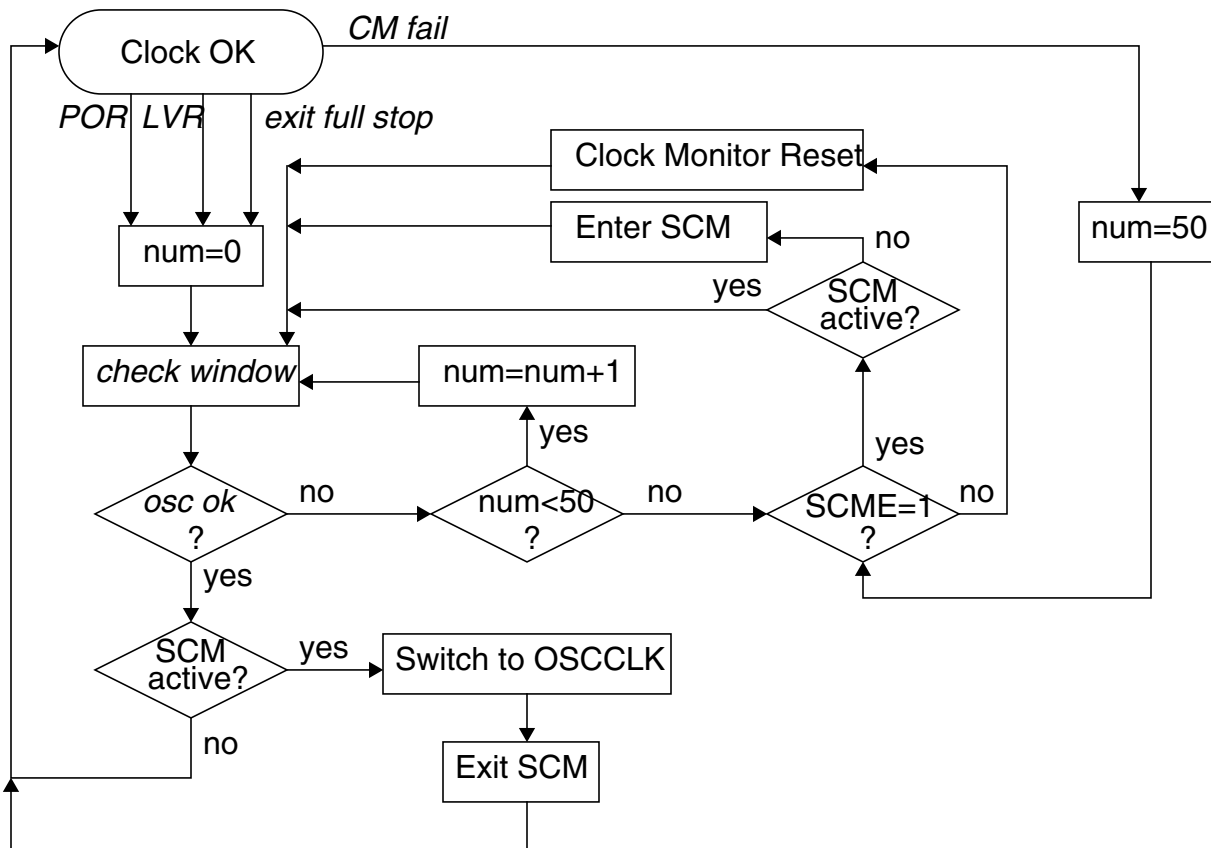 CM fail
Clock OK
POR
LVR
exit full stop
Clock Monitor Reset
Enter SCM
no
num=50
num=0
yes
SCM
active?
check window
num=num+1
yes
yes
osc ok
?
no
num<50
?
no
SCME=1
?
no
yes
SCM
active?
yes
Switch to OSCCLK
no
Exit SCM